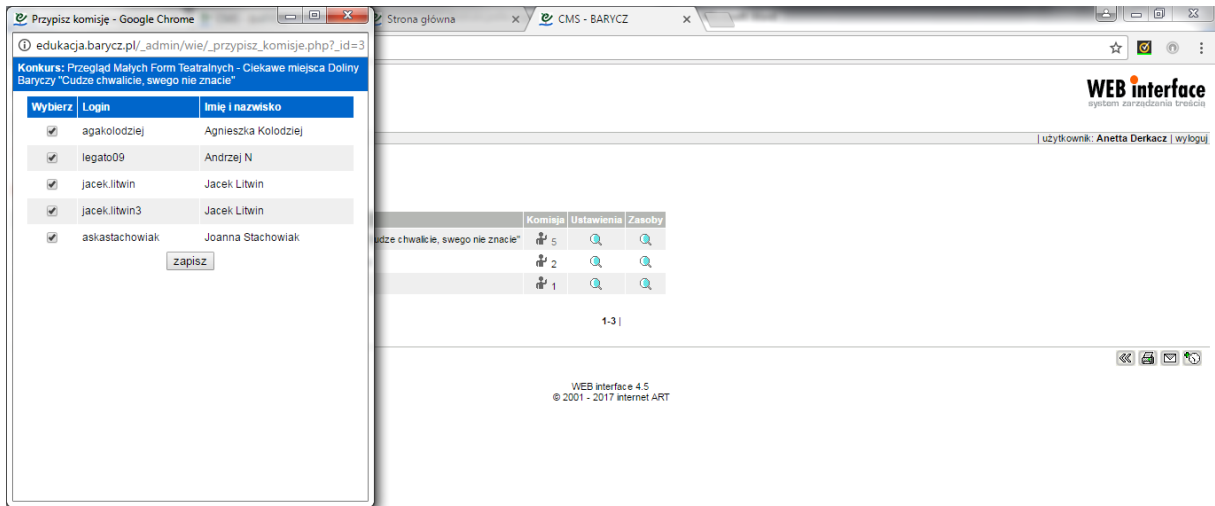 Przypisz komisję - Google Chrome
edukacja.barycz.pl/_admin/wie/_przypisz_komisje.php?_id=3
Konkurs: Przegląd Małych Form Teatralnych - Ciekawe miejsca Doliny
Baryczy "Cudze chwalicie, swego nie znacie"
Wybierz Login Imię i nazwisko
agakolodziej Agnieszka Kolodziej
legato09 Andrzej N
jacek.litwin Jacek Litwin
jacek.litwin3 Jacek Litwin
askastachowiak Joanna Stachowiak
zapisz
Strona główna
CMS - BARYCZ
WEB interface
system zarządzania treścią
| użytkownik: Anetta Derkacz | wyloguj
Komisja Ustawienia Zasoby
udze chwalicie, swego nie znacie" 5
2
1
1-3 |
WEB interface 4.5
© 2001 - 2017 internet ART